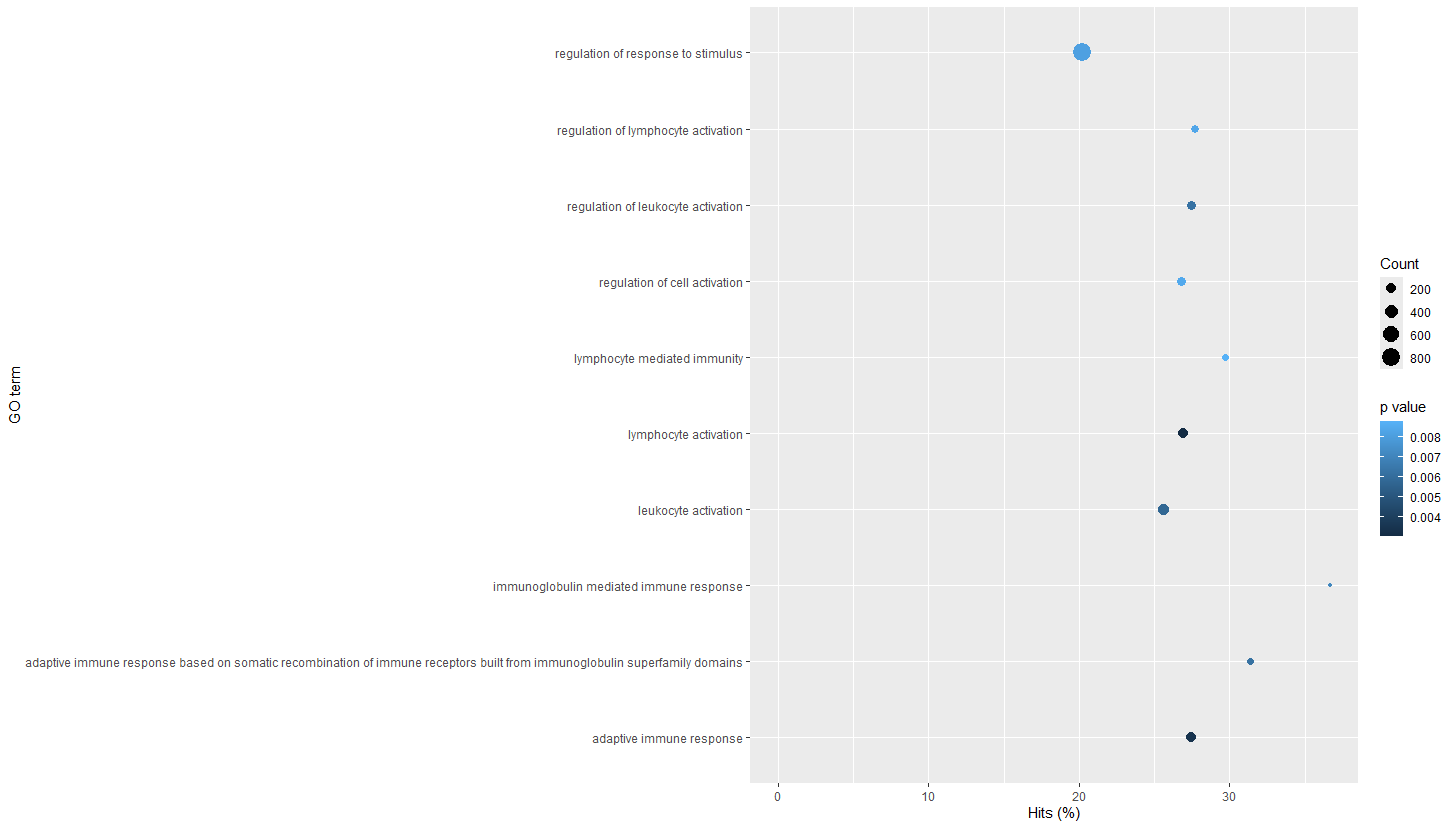 regulation of response to stimulus
regulation of lymphocyte activation
regulation of leukocyte activation
regulation of cell activation
lymphocyte mediated immunity
lymphocyte activation
leukocyte activation
immunoglobulin mediated immune response
adaptive immune response based on somatic recombination of immune receptors built from immunoglobulin superfamily domains
adaptive immune response
GO term
0 10 20 30
Hits (%)
Count
200
400
600
800
p value
0.008
0.007
0.006
0.005
0.004